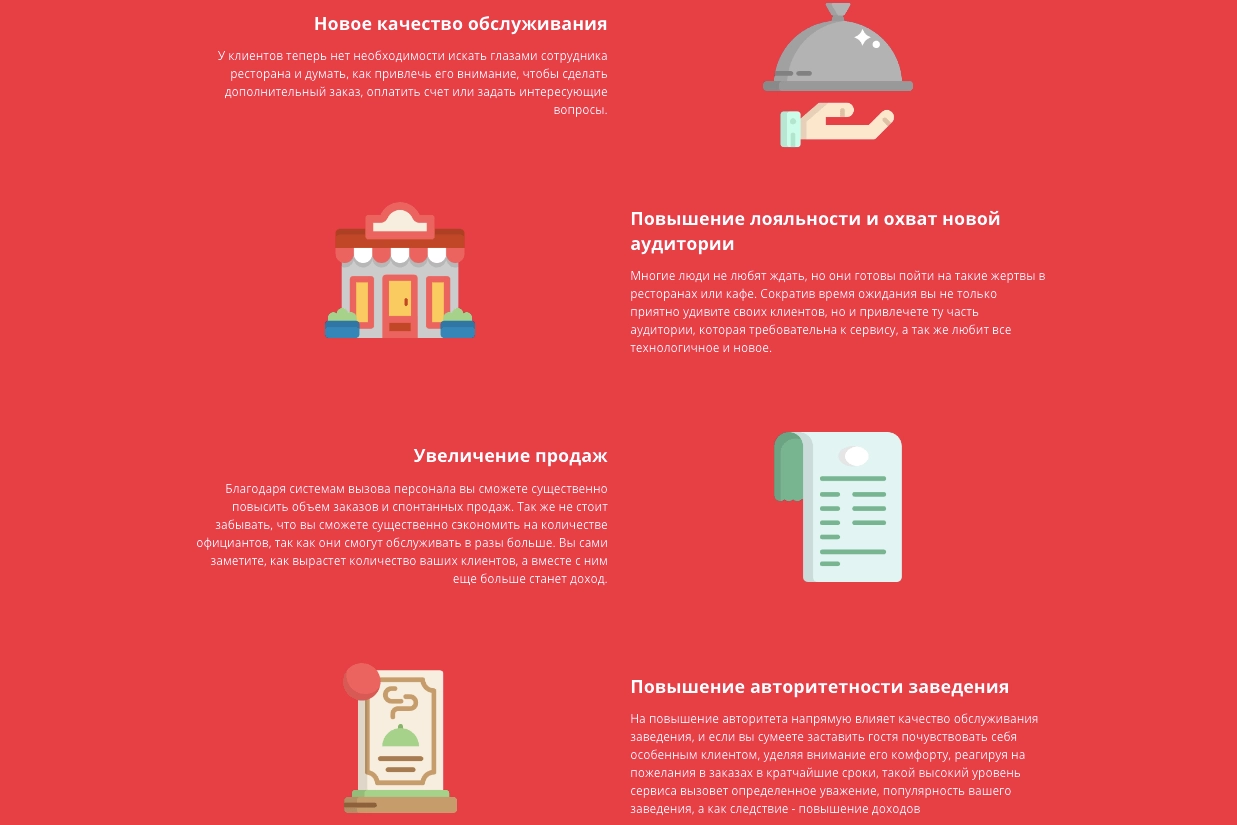 Новое качество обслуживания
У клиентов теперь нет необходимости искать глазами сотрудника
ресторана и думать, как привлечь его внимание, чтобы сделать
дополнительный заказ, оплатить счет или задать интересующие
вопросы.
Повышение лояльности и охват новой
аудитории
Многие люди не любят ждать, но они готовы пойти на такие жертвы в
ресторанах или кафе. Сократив время ожидания вы не только
приятно удивите своих клиентов, но и привлечете ту часть
аудитории, которая требовательна к сервису, а так же любит все
технологичное и новое.
Увеличение продаж
Благодаря системам вызова персонала вы сможете существенно
повысить объем заказов и спонтанных продаж. Так же не стоит
забывать, что вы сможете существенно сэкономить на количестве
официантов, так как они смогут обслуживать в разы больше. Вы сами
заметите, как вырастет количество ваших клиентов, а вместе с ним
еще больше станет доход.
Повышение авторитетности заведения
На повышение авторитета напрямую влияет качество обслуживания
заведения, и если вы сумеете заставить гостя почувствовать себя
особенным клиентом, уделяя внимание его комфорту, реагируя на
пожелания в заказах в кратчайшие сроки, такой высокий уровень
сервиса вызовет определенное уважение, популярность вашего
заведения, а как следствие - повышение доходов